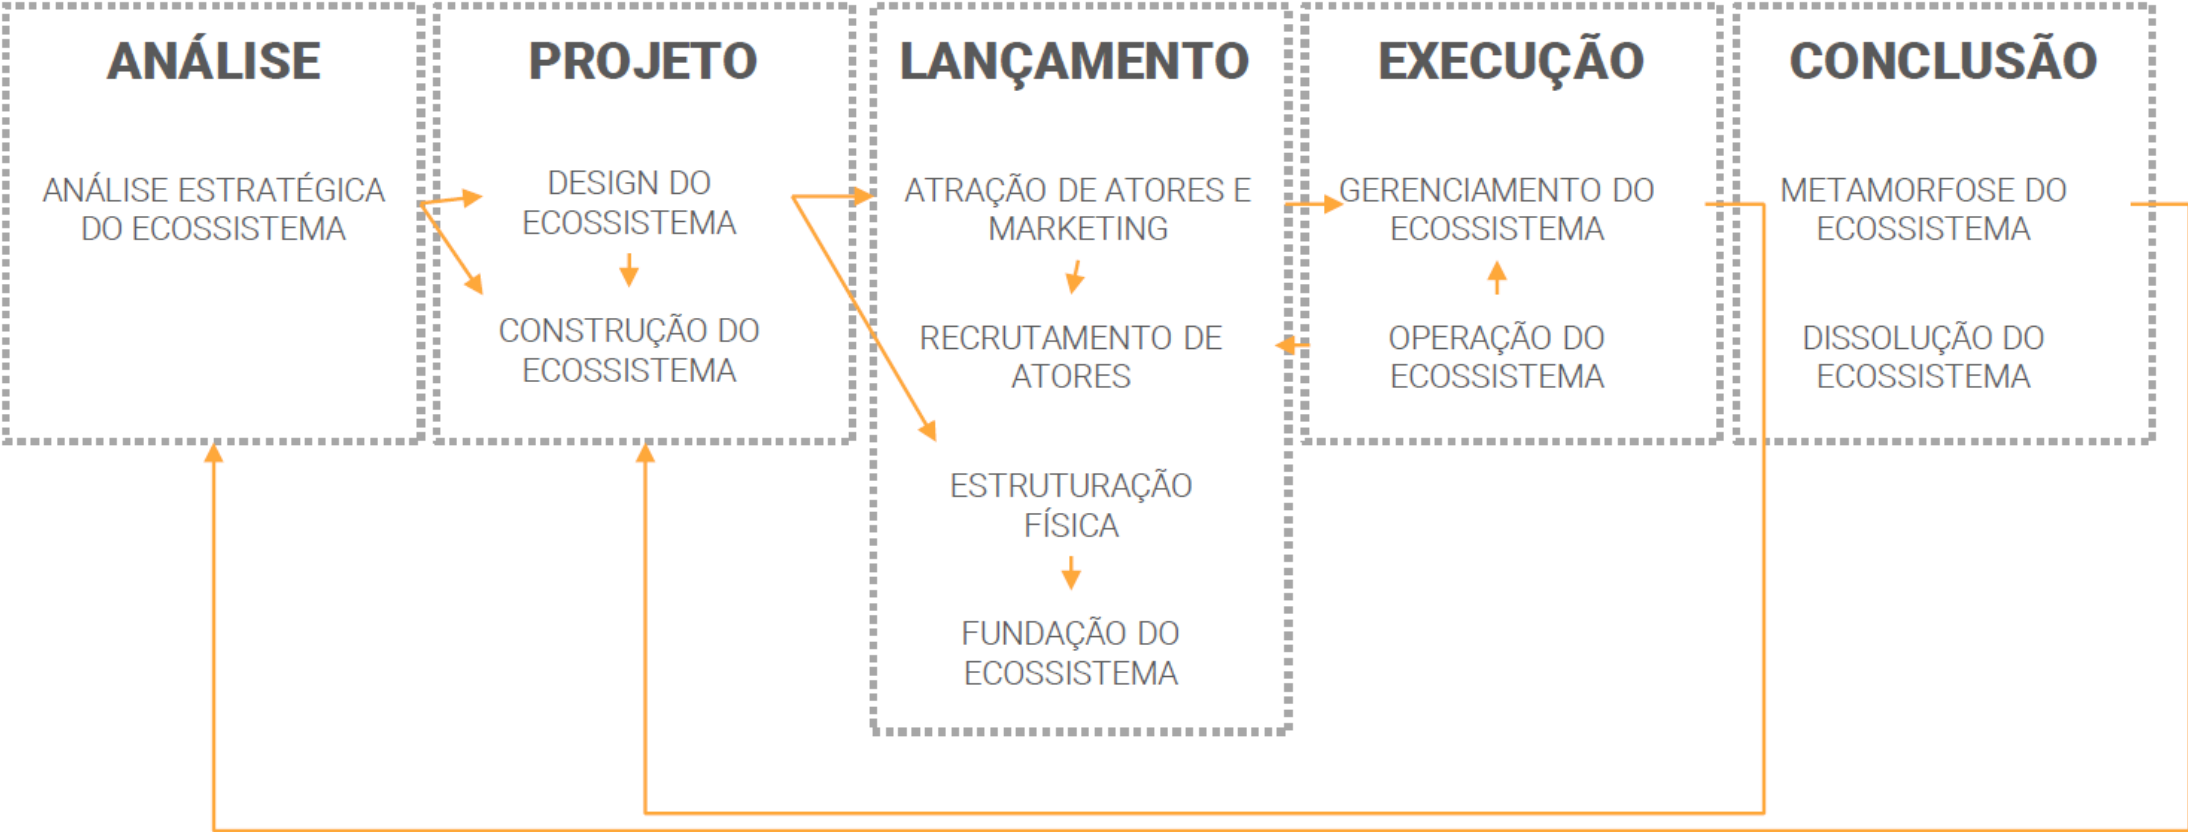 ANÁLISE
ANÁLISE ESTRATÉGICA
DO ECOSSISTEMA
PROJETO
DESIGN DO
ECOSSISTEMA
CONSTRUÇÃO DO
ECOSSISTEMA
LANÇAMENTO
ATRAÇÃO DE ATORES E
MARKETING
RECRUTAMENTO DE
ATORES
ESTRUTURAÇÃO
FÍSICA
FUNDAÇÃO DO
ECOSSISTEMA
EXECUÇÃO
GERENCIAMENTO DO
ECOSSISTEMA
OPERAÇÃO DO
ECOSSISTEMA
CONCLUSÃO
METAMORFOSE DO
ECOSSISTEMA
DISSOLUÇÃO DO
ECOSSISTEMA